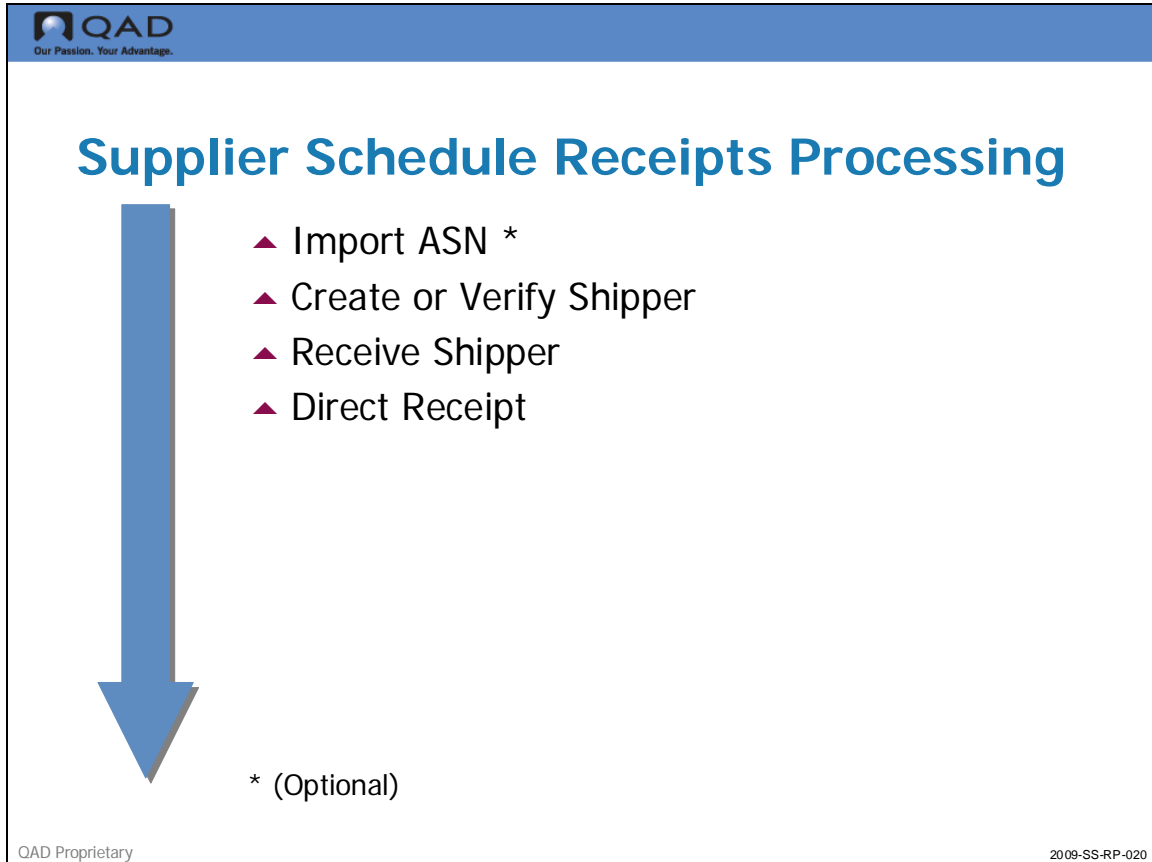 QAD
Our Passion. Your Advantage.
Supplier Schedule Receipts Processing
Import ASN *
Create or Verify Shipper
Receive Shipper
Direct Receipt
* (Optional)
QAD Proprietary
2009-SS-RP-020